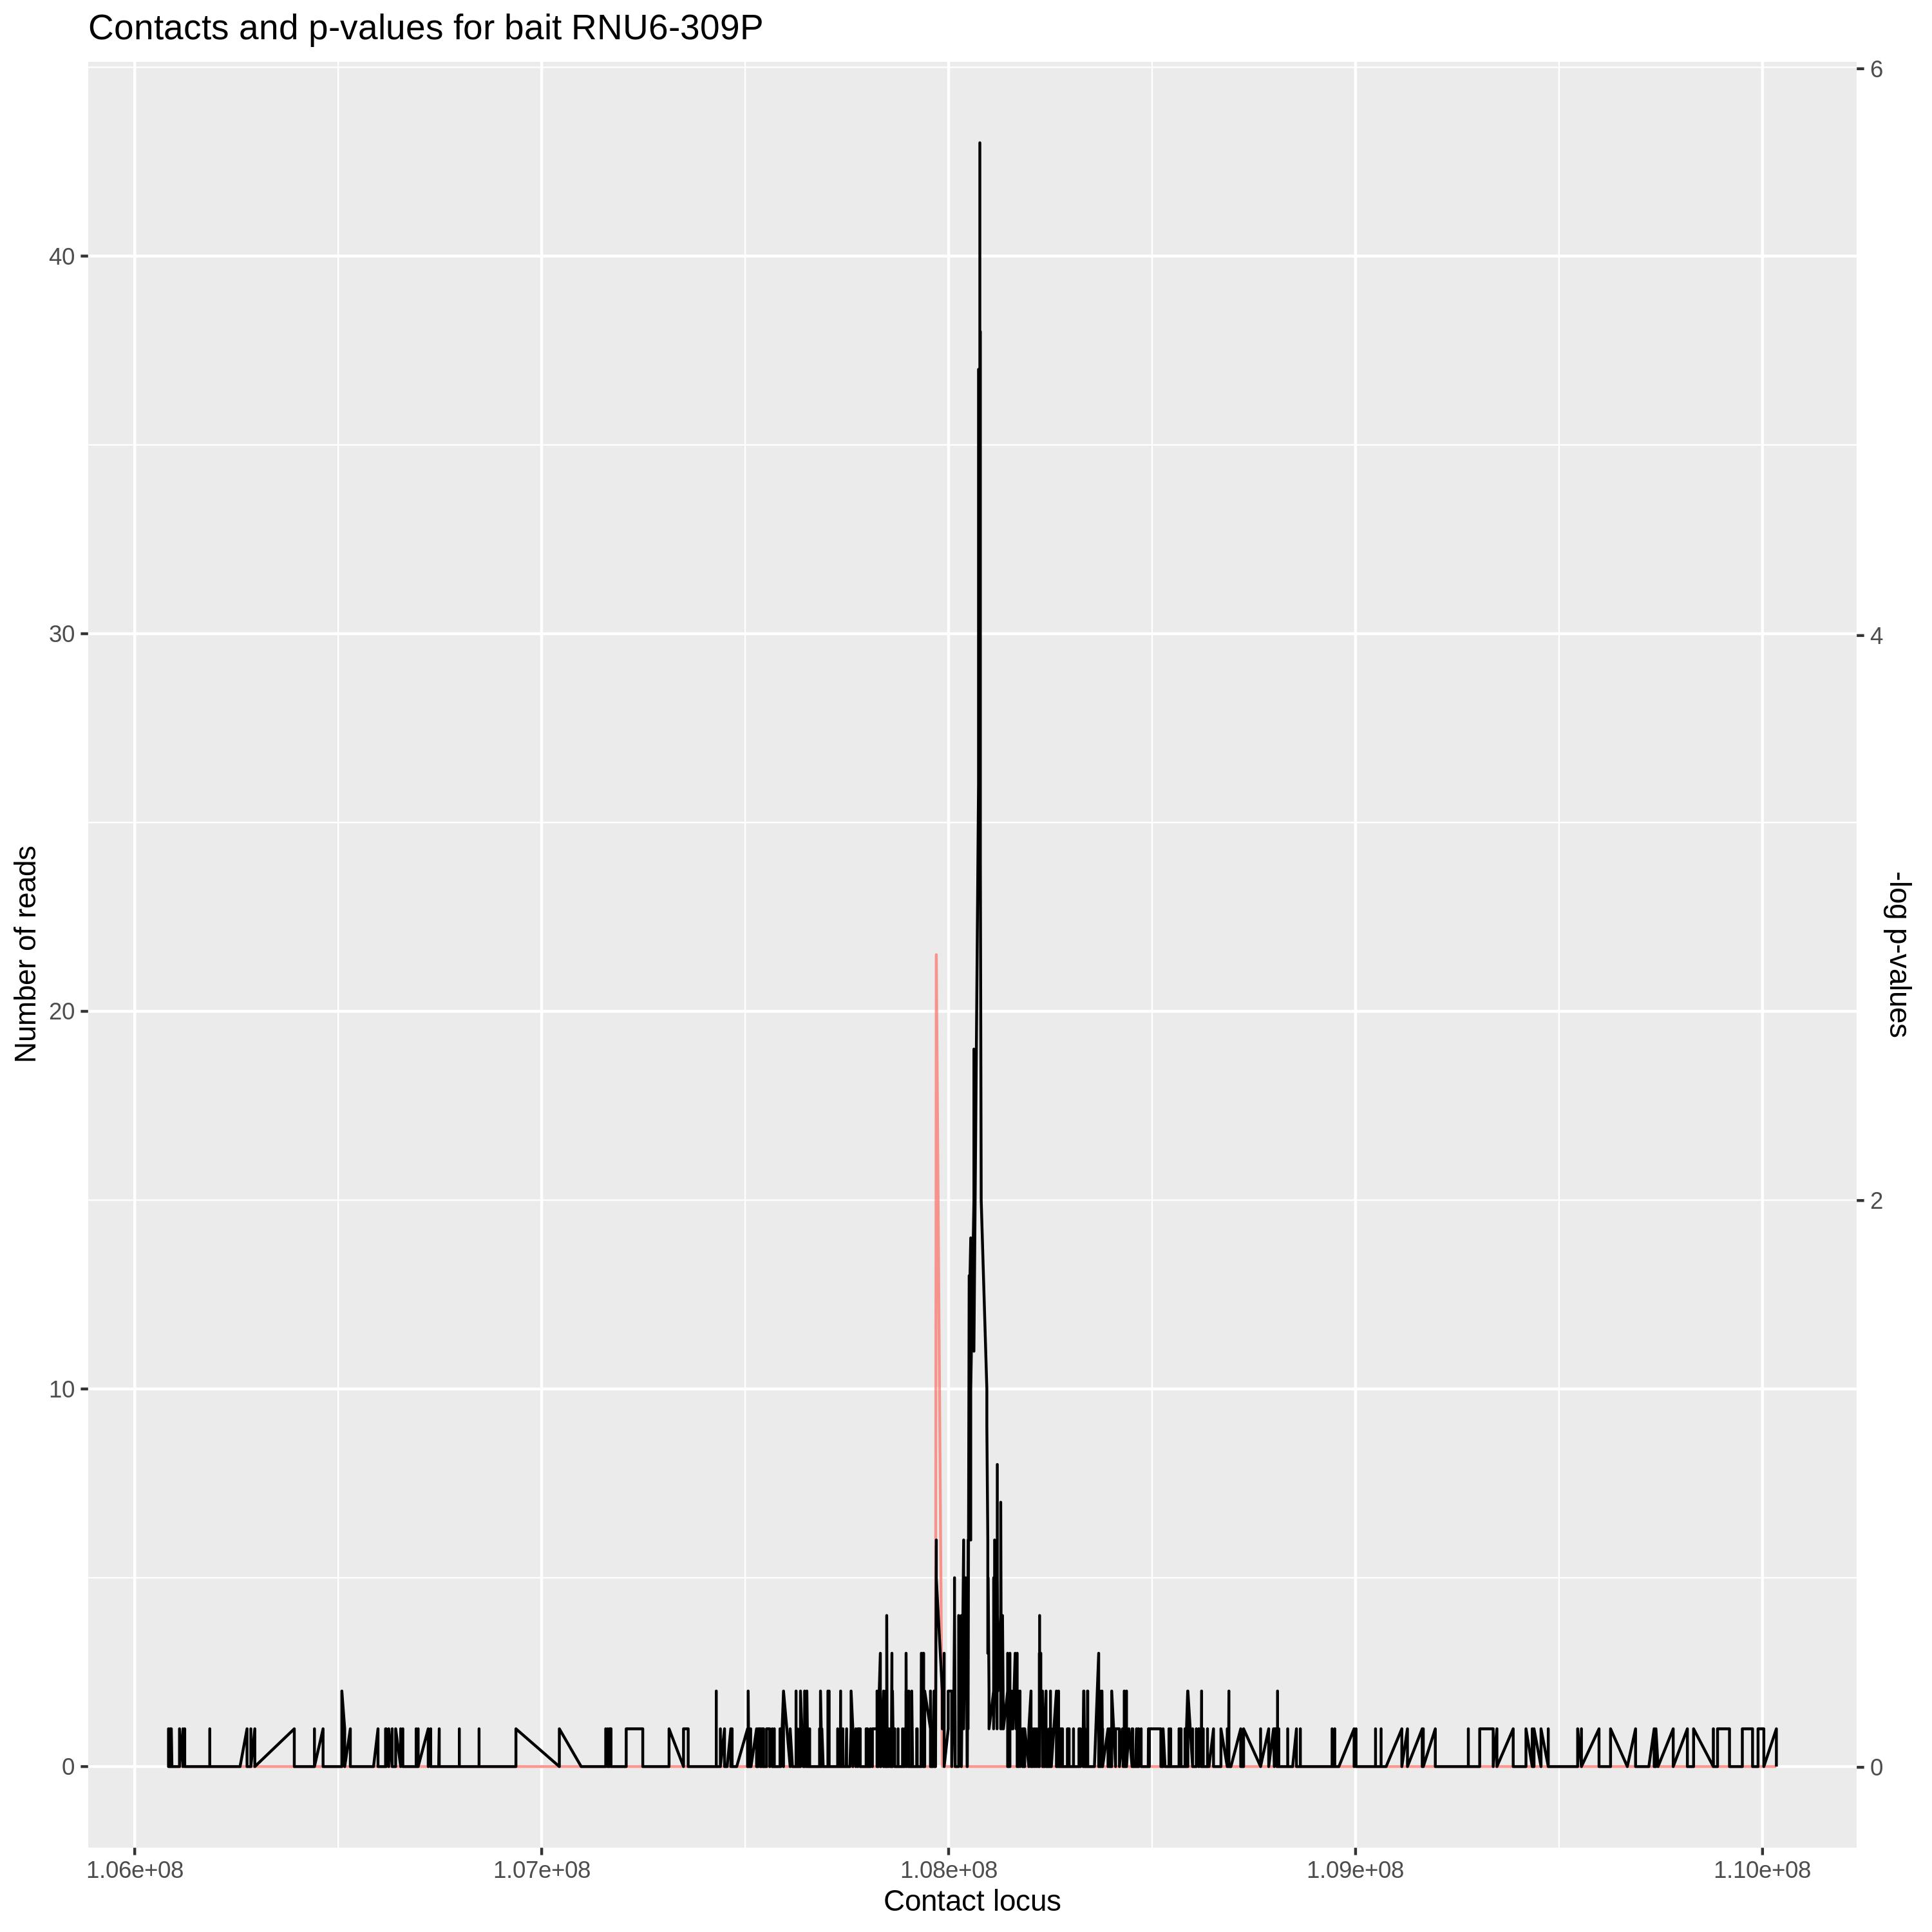 Contacts and p-values for bait RNU6-309P
6
40
30
4
Number of reads
-log p-values
20
2
10
0
0
1.06e+08
1.07e+08
1.08e+08
1.09e+08
1.10e+08
Contact locus